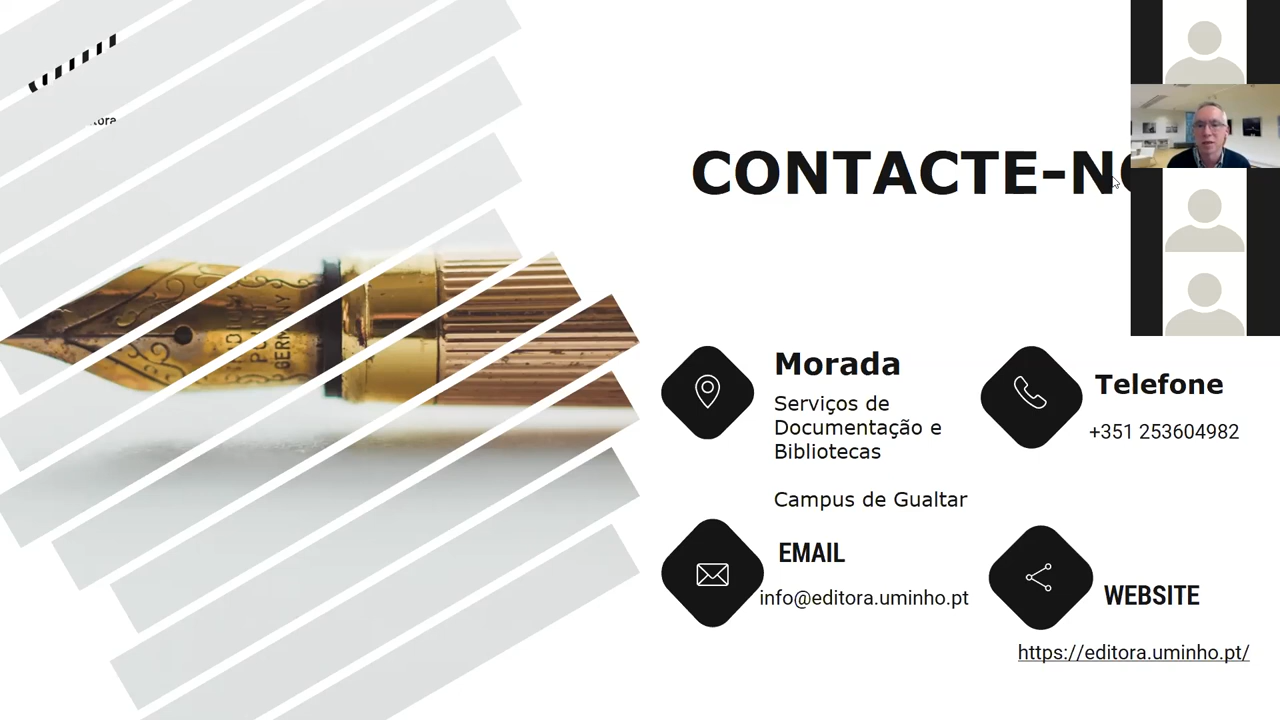 CONTACTE-N
Morada
Serviços de
Documentação e
Bibliotecas
Campus de Gualtar
Telefone
+351 253604982
EMAIL
info@editora.uminho.pt
WEBSITE
https://editora.uminho.pt/